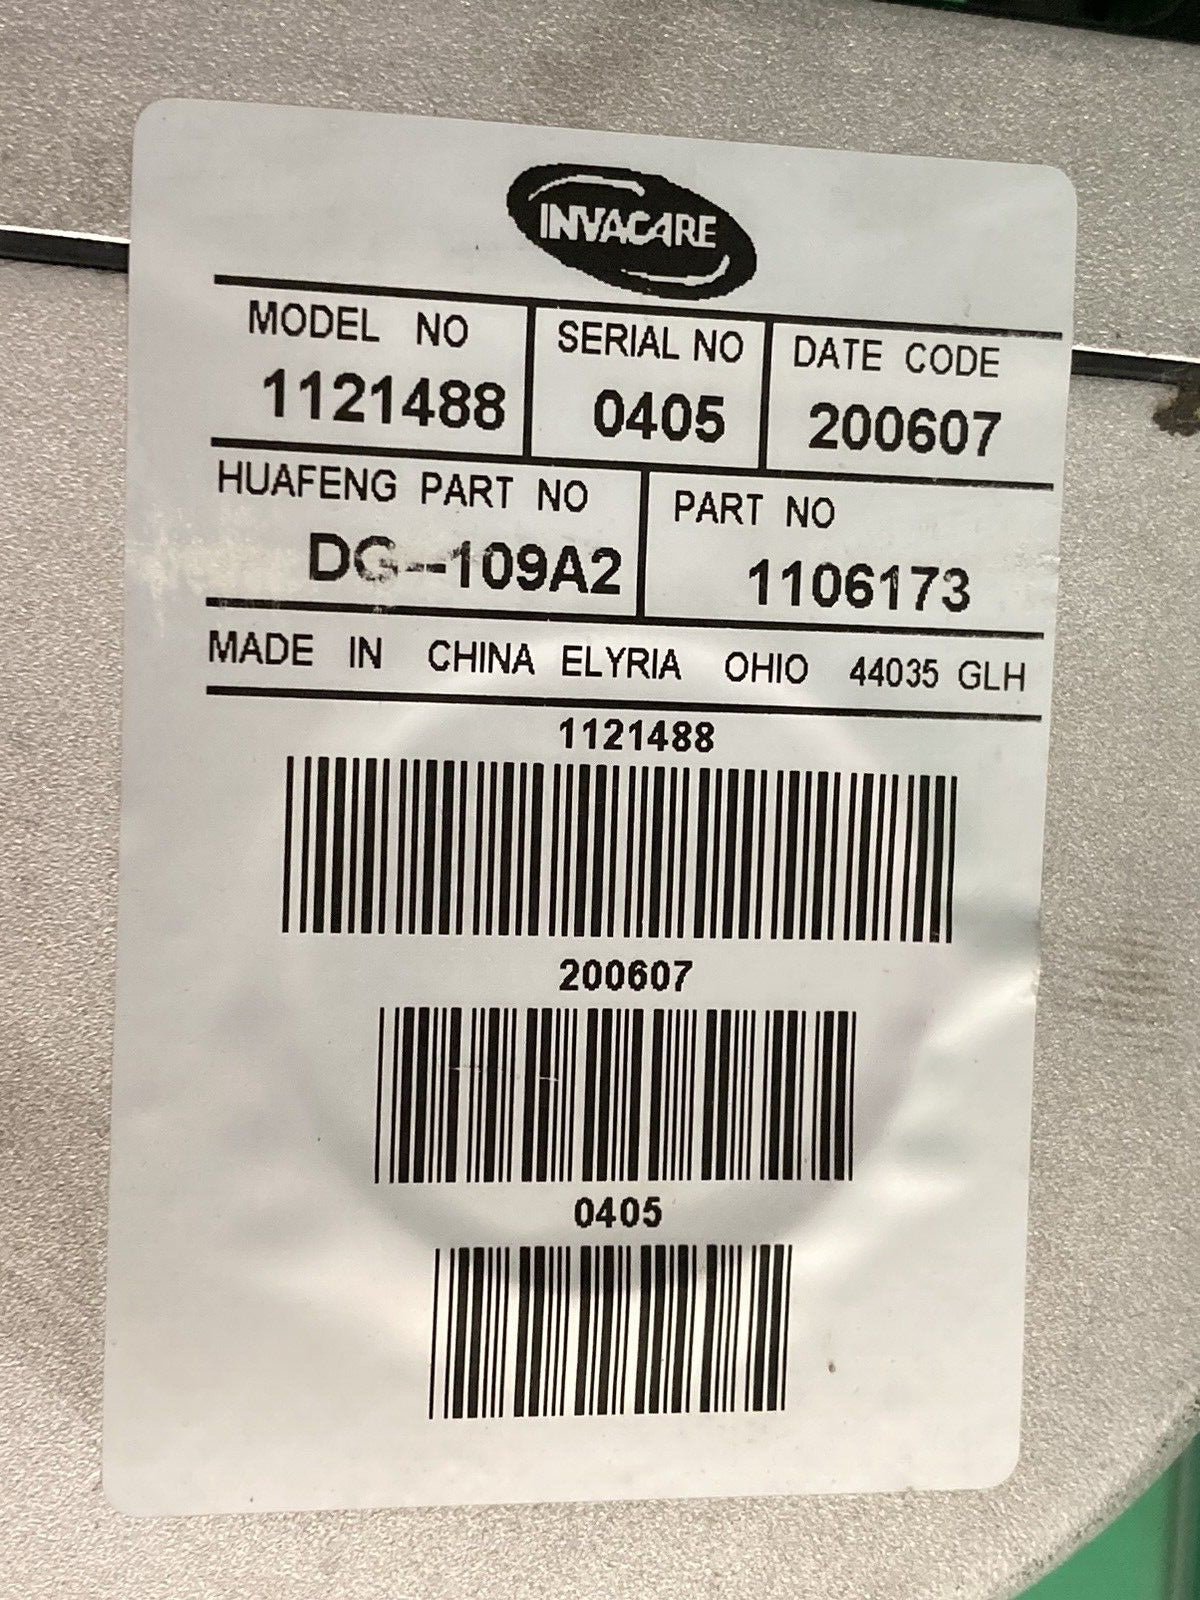 INVACARE
MODEL NO SERIAL NO DATE CODE
1121488 0405 200607
HUAFENG PART NO PART NO
DG--109A2 1106173
MADE IN CHINA ELYRIA OHIO 44035 GLH
1121488
200607
0405